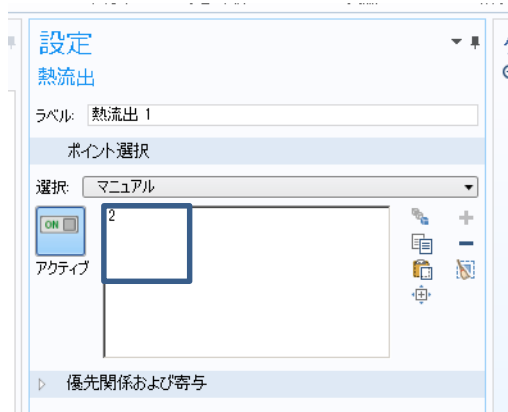 設定
熱流出
ラベル: 熱流出 1
ポイント選択
選択: マニュアル
ON
2
アクティブ
優先関係および寄与